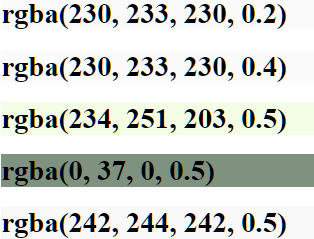 rgba(230, 233, 230, 0.2)
rgba(230, 233, 230, 0.4)
rgba(234, 251, 203, 0.5)
rgba(0, 37, 0, 0.5)
rgba(242, 244, 242, 0.5)